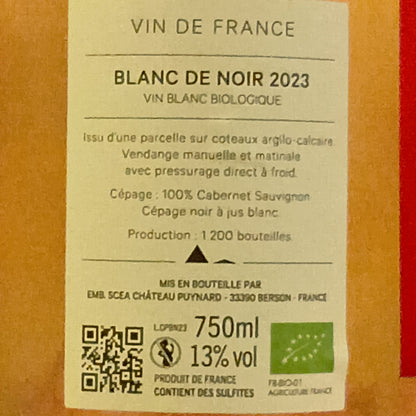 VIN DE FRANCE
BLANC DE NOIR 2023
VIN BLANC BIOLOGIQUE
Issu d'une parcelle sur coteaux argilo-calcaire.
Vendange manuelle et matinale
avec pressurage direct à froid.
Cépage : 100% Cabernet Sauvignon
Cépage noir à jus blanc.
Production : 1 200 bouteilles.
MIS EN BOUTEILLE PAR
EMB. SCEA CHÂTEAU PUYNARD - 33390 BERSON - FRANCE
L.CPBN23 750ml
13% vol
PRODUIT DE FRANCE
CONTIENT DES SULFITES
FR-BIO-01
AGRICULTURE FRANCE